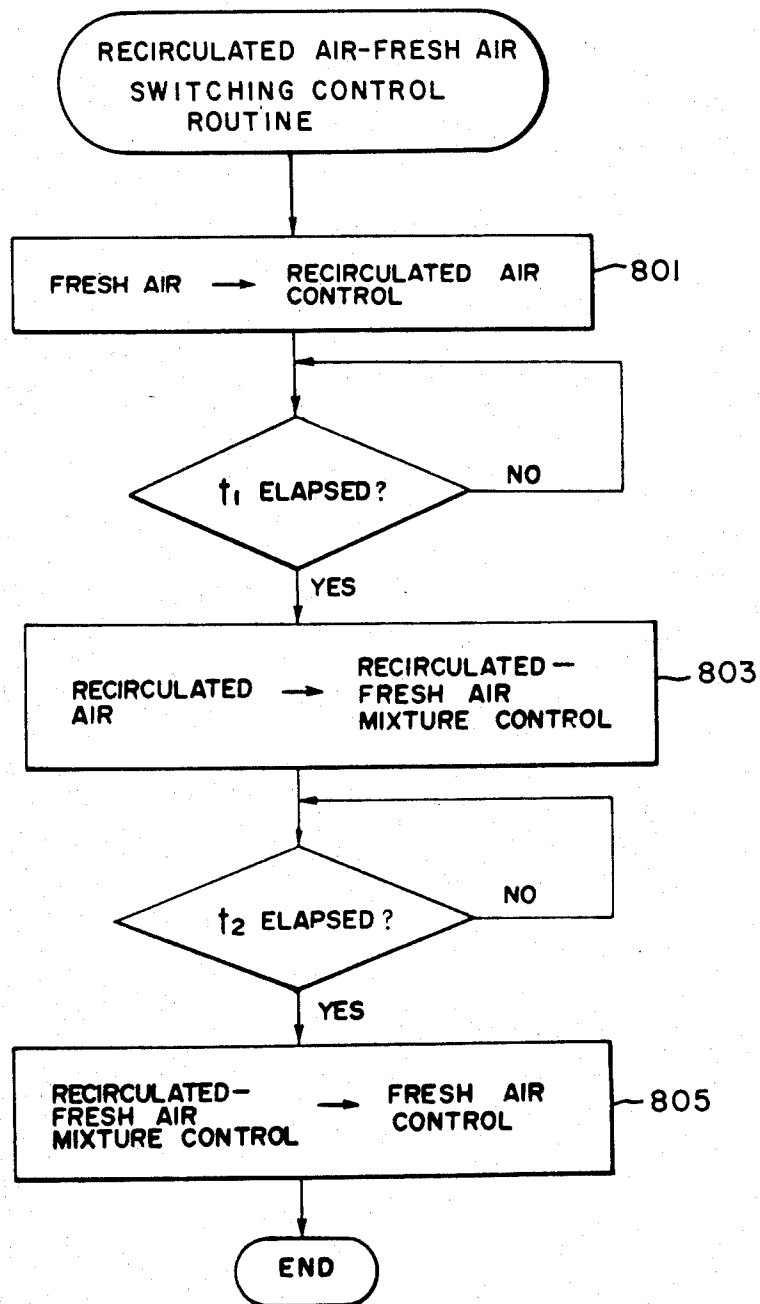 RECIRCULATED AIR-FRESH AIR
SWITCHING CONTROL
ROUTINE
FRESH AIR → RECIRCULATED AIR
CONTROL
801
t1 ELAPSED?
NO
YES
RECIRCULATED
AIR
→
RECIRCULATED-
FRESH AIR
MIXTURE CONTROL
803
t2 ELAPSED?
NO
YES
RECIRCULATED-
FRESH AIR
MIXTURE CONTROL
→
FRESH AIR
CONTROL
805
END